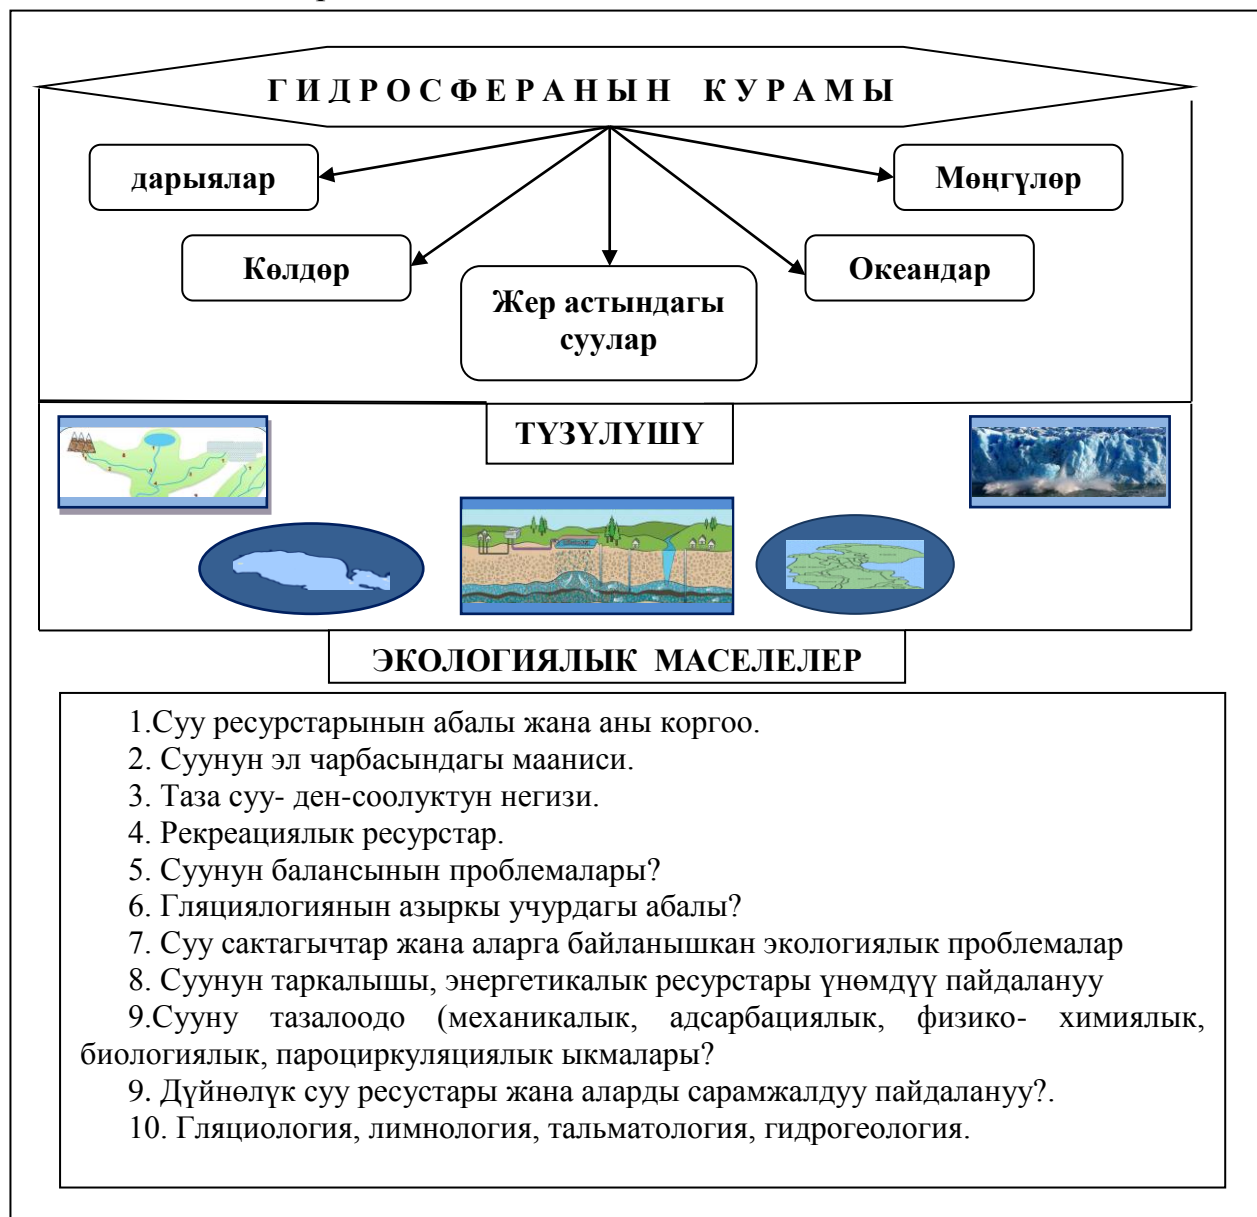 ГИДРОСФЕРАНЫН КУРАМЫ
дарыялар
Мөңгүлөр
Көлдөр
Океандар
Жер астындагы
суулар
ТҮЗҮЛҮШҮ
ЭКОЛОГИЯЛЫК МАСЕЛЕЛЕР
1.Суу ресурстарынын абалы жана аны коргоо.
2. Суунун эл чарбасындагы мааниси.
3. Таза суу- ден-соолуктун негизи.
4. Рекреациялык ресурстар.
5. Суунун балансынын проблемалары?
6. Гляциялогиянын азыркы учурдагы абалы?
7. Суу сактагычтар жана аларга байланышкан экологиялык проблемалар
8. Суунун таркалышы, энергетикалык ресурстары үнөмдүү пайдалануу
9.Сууну тазалоодо (механикалык, адсарбациялык, физико- химиялык,
биологиялык, пароциркуляциялык ыкмалары?
9. Дүйнөлүк суу ресустары жана аларды сарамжалдуу пайдалануу?.
10. Гляциология, лимнология, тальматология, гидрогеология.